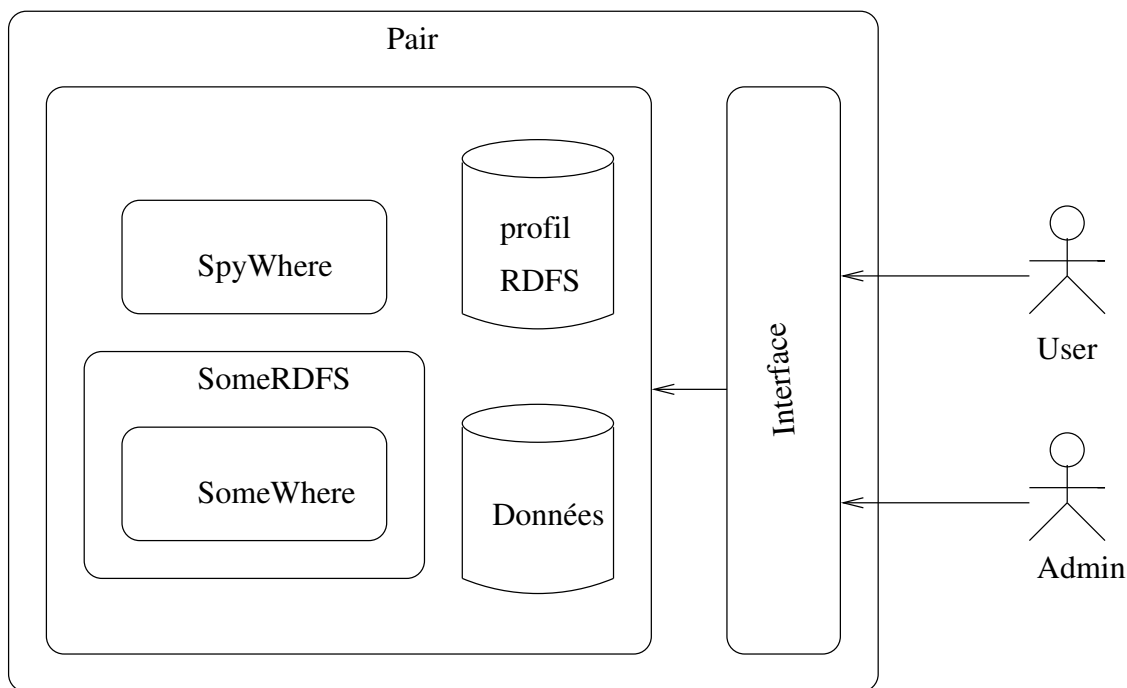 Pair
profil
RDFS
SpyWhere
SomeRDFS
SomeWhere
Données
Interface
User
Admin